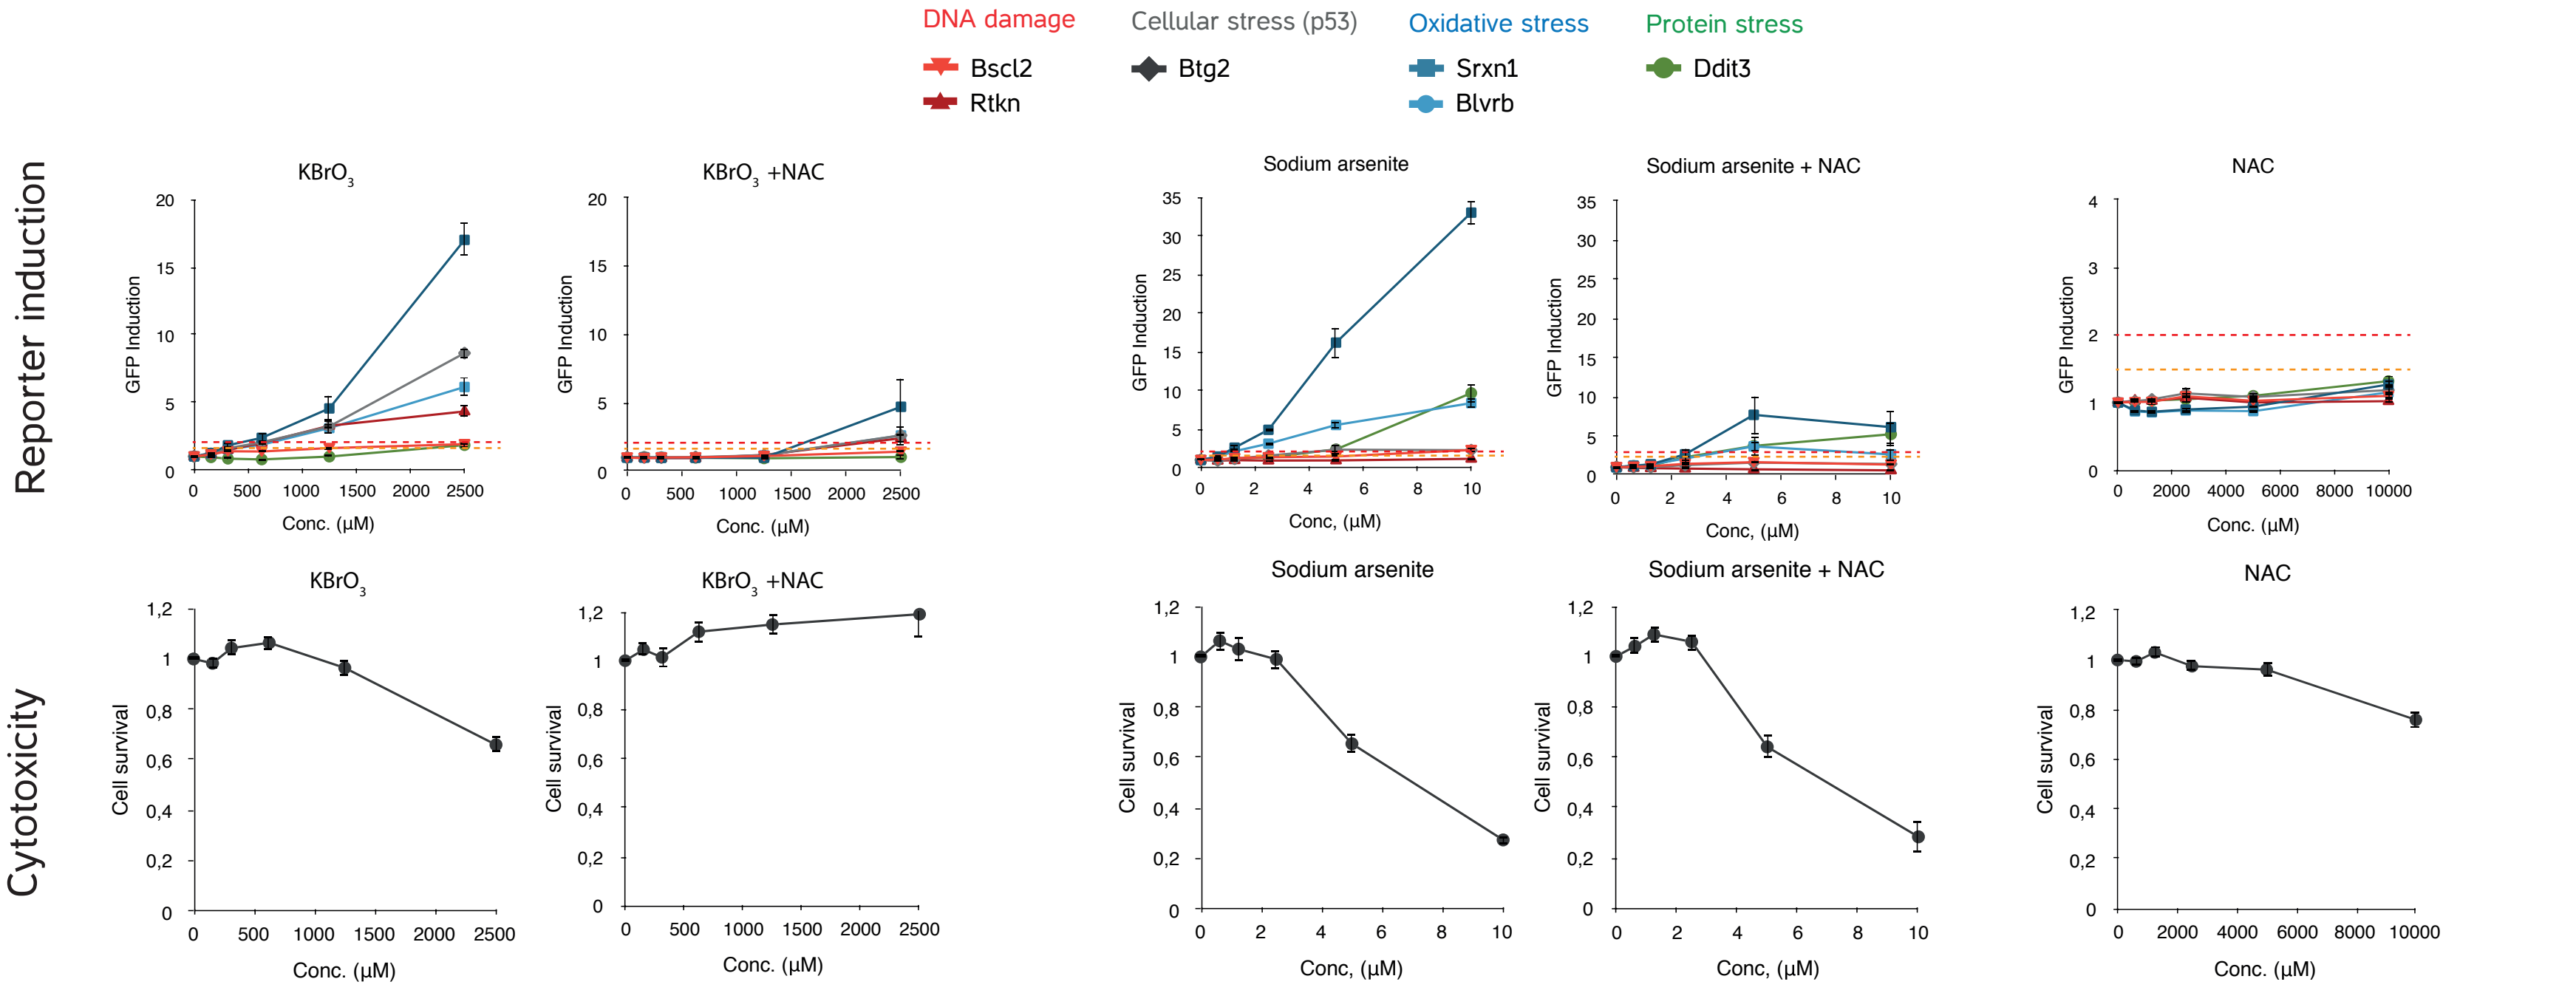 DNA damage
Cellular stress (p53)
Oxidative stress
Protein stress
Bscl2
Btg2
Srxn1
Ddit3
Rtkn
Blvrb
Reporter induction
KBrO3
20
15
10
5
0
GFP Induction
0 500 1000 1500 2000 2500
Conc. (µM)
KBrO3 +NAC
20
15
10
5
0
GFP Induction
0 500 1000 1500 2000 2500
Conc. (µM)
Sodium arsenite
35
30
25
20
15
10
5
0
GFP Induction
0 2 4 6 8 10
Conc, (µM)
Sodium arsenite + NAC
35
30
25
20
15
10
5
0
GFP Induction
0 2 4 6 8 10
Conc, (µM)
NAC
4
3
2
1
0
GFP Induction
0 2000 4000 6000 8000 10000
Conc. (µM)
Cytotoxicity
KBrO3
1,2
1
0,8
0,6
0,4
0,2
0
Cell survival
0 500 1000 1500 2000 2500
Conc. (µM)
KBrO3 +NAC
1,2
1
0,8
0,6
0,4
0,2
0
Cell survival
0 500 1000 1500 2000 2500
Conc. (µM)
Sodium arsenite
1,2
1
0,8
0,6
0,4
0,2
0
Cell survival
0 2 4 6 8 10
Conc, (µM)
Sodium arsenite + NAC
1,2
1
0,8
0,6
0,4
0,2
0
Cell survival
0 2 4 6 8 10
Conc, (µM)
NAC
1,2
1
0,8
0,6
0,4
0,2
0
Cell survival
0 2000 4000 6000 8000 10000
Conc. (µM)